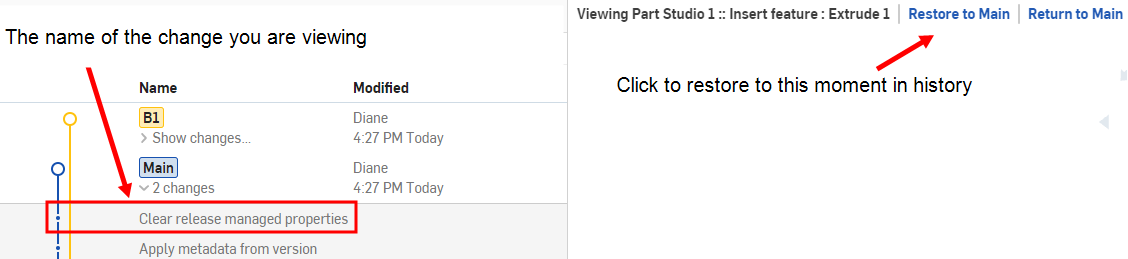 The name of the change you are viewing
Name Modified
B1 Diane
Show changes... 4:27 PM Today
Main Diane
2 changes 4:27 PM Today
Clear release managed properties
Apply metadata from version
Viewing Part Studio 1 :: Insert feature : Extrude 1 Restore to Main Return to Main
Click to restore to this moment in history